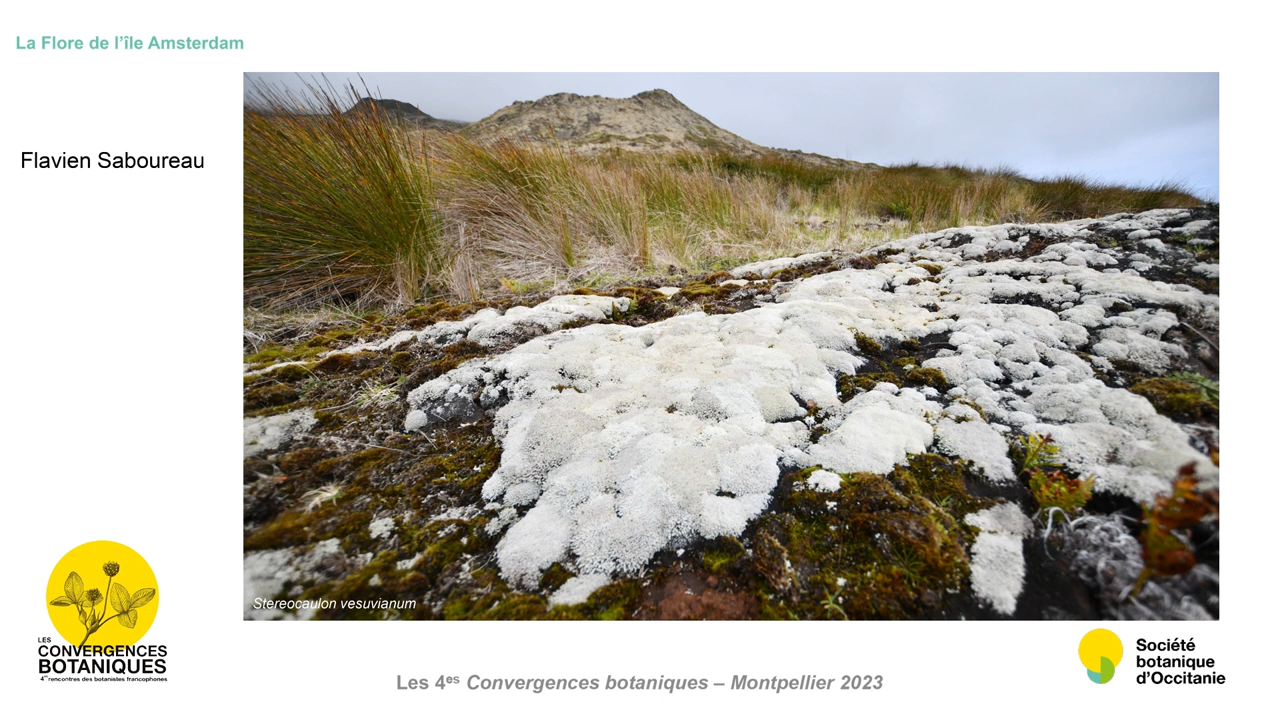 La Flore de l'île Amsterdam
Flavien Saboureau
Stereocaulon vesuvianum
LES
CONVERGENCES
BOTANIQUES
4es rencontres des botanistes francophones
Les 4es Convergences botaniques – Montpellier 2023
Société
botanique
d'Occitanie